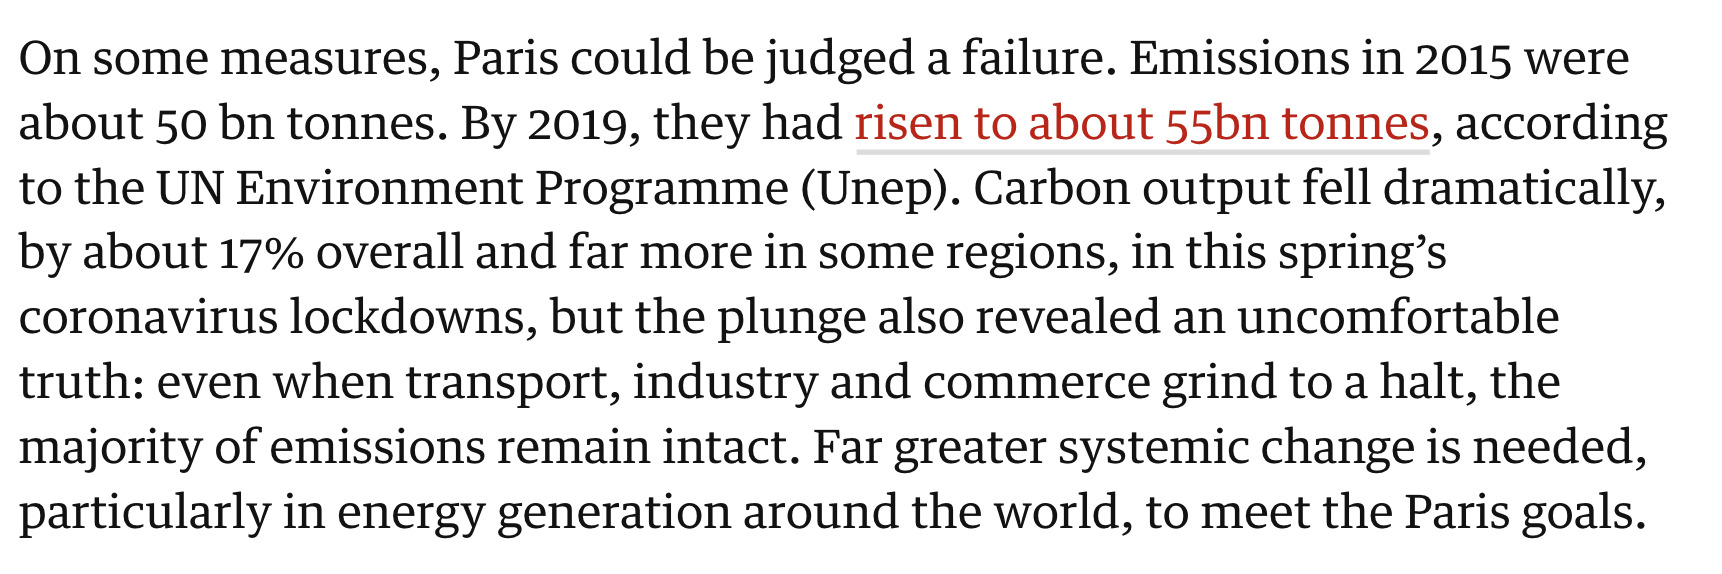 On some measures, Paris could be judged a failure. Emissions in 2015 were
about 50 bn tonnes. By 2019, they had risen to about 55bn tonnes, according
to the UN Environment Programme (Unep). Carbon output fell dramatically,
by about 17% overall and far more in some regions, in this spring’s
coronavirus lockdowns, but the plunge also revealed an uncomfortable
truth: even when transport, industry and commerce grind to a halt, the
majority of emissions remain intact. Far greater systemic change is needed,
particularly in energy generation around the world, to meet the Paris goals.